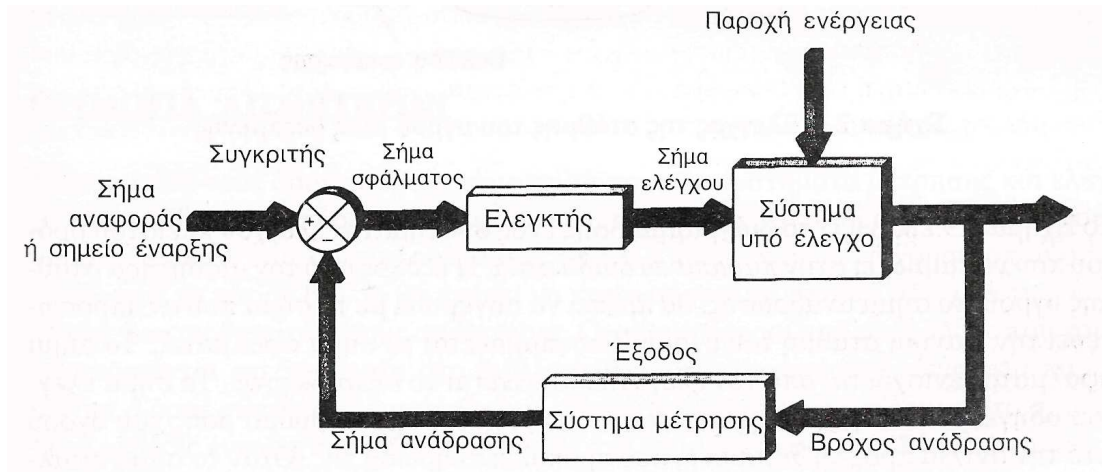 Παροχή ενέργειας
Συγκριτής
Σήμα
σφάλματος
Σήμα
ελέγχου
Σήμα
αναφοράς
ή σημείο έναρξης
+
−
Ελεγκτής
Σύστημα
υπό έλεγχο
Έξοδος
Σύστημα μέτρησης
Σήμα ανάδρασης
Βρόχος ανάδρασης